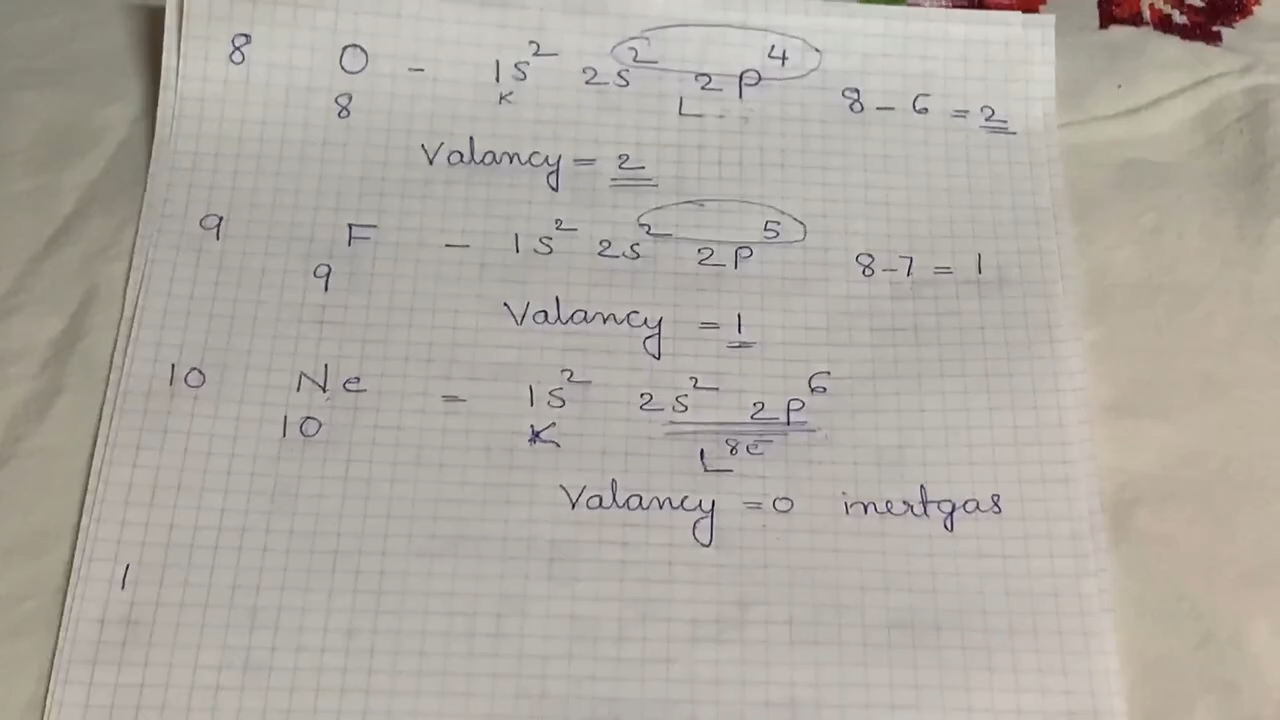 8 O - 1s² 2s² 2p⁴
8 K L 8 - 6 = 2
Valancy = 2
9 F - 1s² 2s² 2p⁵
9 8-7 = 1
Valancy = 1
10 Ne = 1s² 2s² 2p⁶
10 K L⁸ᵉ⁻
Valancy = 0 inertgas
1